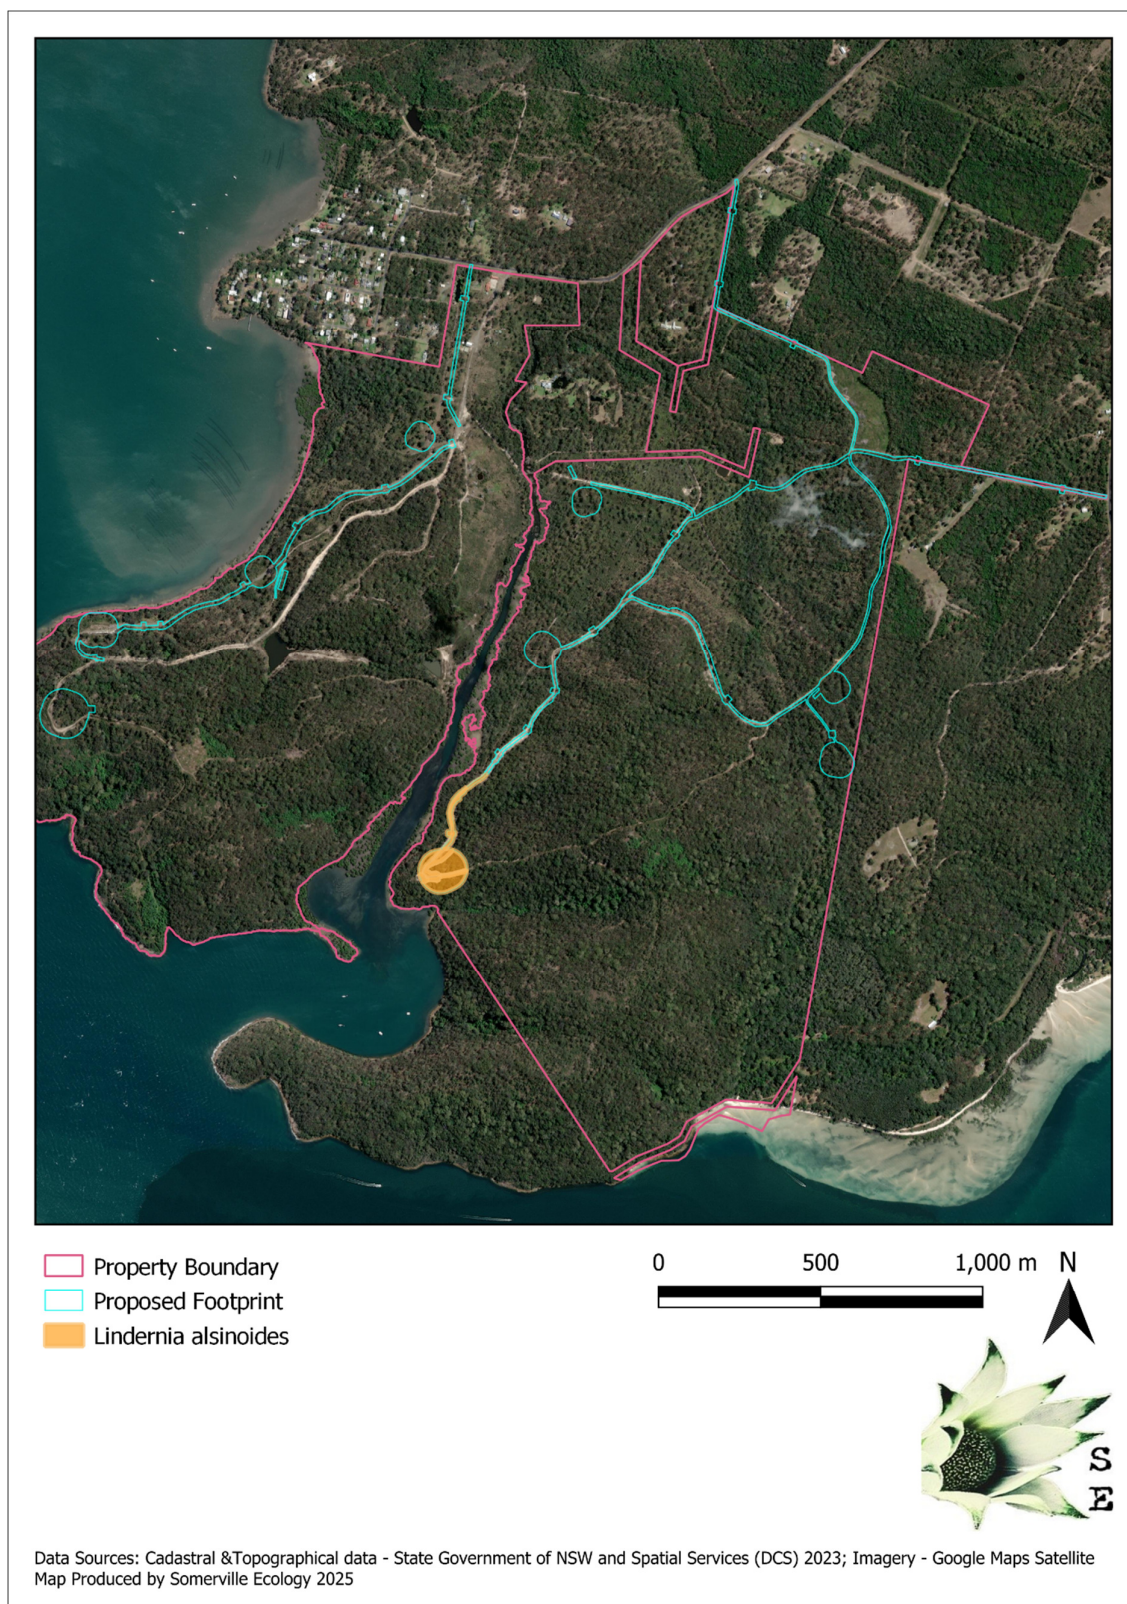 Property Boundary
Proposed Footprint
Lindernia alsinoides
0 500 1,000 m N
S
E
Data Sources: Cadastral &Topographical data - State Government of NSW and Spatial Services (DCS) 2023; Imagery - Google Maps Satellite
Map Produced by Somerville Ecology 2025